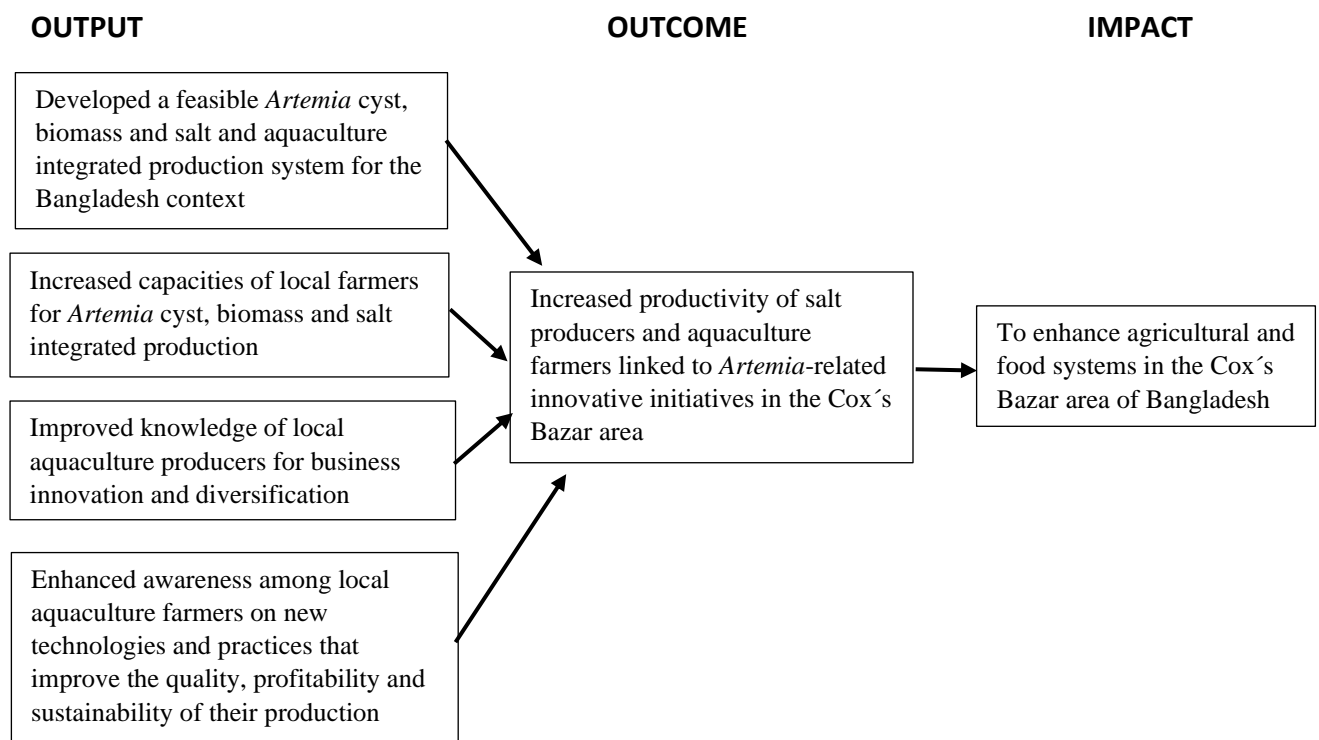 OUTPUT OUTCOME IMPACT
Developed a feasible Artemia cyst,
biomass and salt and aquaculture
integrated production system for the
Bangladesh context
Increased capacities of local farmers
for Artemia cyst, biomass and salt
integrated production
Improved knowledge of local
aquaculture producers for business
innovation and diversification
Enhanced awareness among local
aquaculture farmers on new
technologies and practices that
improve the quality, profitability and
sustainability of their production
Increased productivity of salt
producers and aquaculture
farmers linked to Artemia-related
innovative initiatives in the Cox´s
Bazar area
To enhance agricultural and
food systems in the Cox´s
Bazar area of Bangladesh